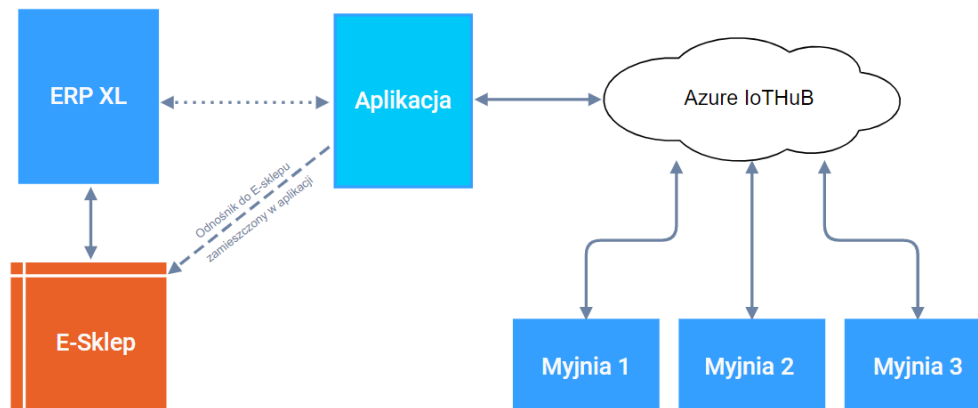 ERP XL
Aplikacja
Azure IoTHuB
Odnośnik do E-sklepu
zamieszczony w aplikacji
E-Sklep
Myjnia 1
Myjnia 2
Myjnia 3